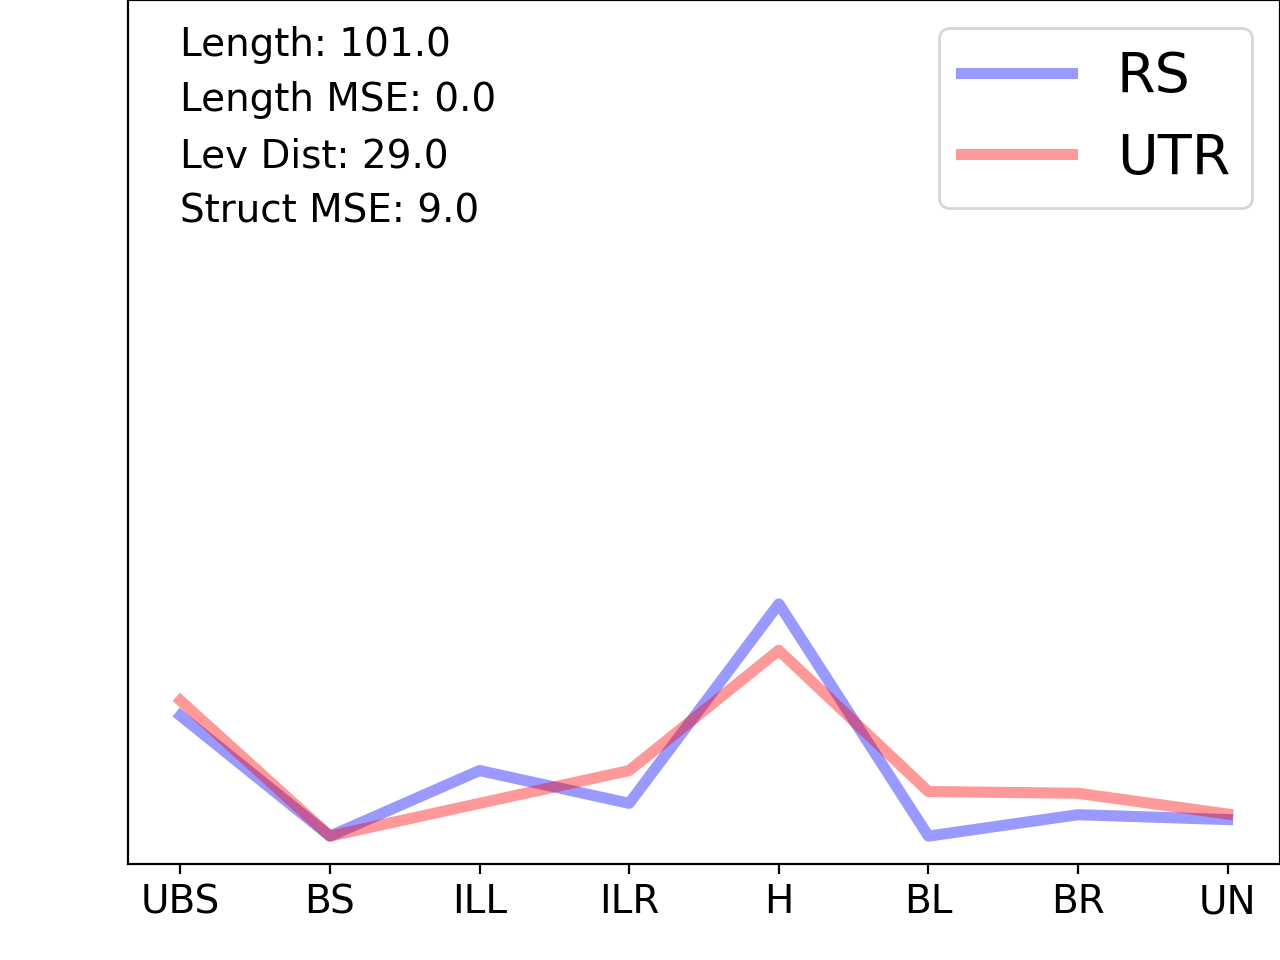 Length: 101.0
Length MSE: 0.0
Lev Dist: 29.0
Struct MSE: 9.0
RS
UTR
UBS BS ILL ILR H BL BR UN